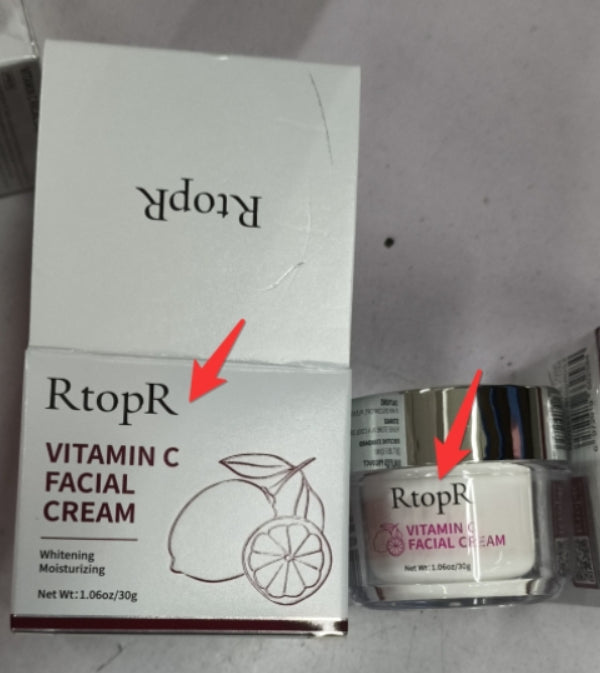 RtopR
RtopR
VITAMIN C
FACIAL
CREAM
Whitening
Moisturizing
Net Wt:1.06oz/30g
RtopR
VITAMIN C
FACIAL CREAM
Net Wt:1.06oz/30g